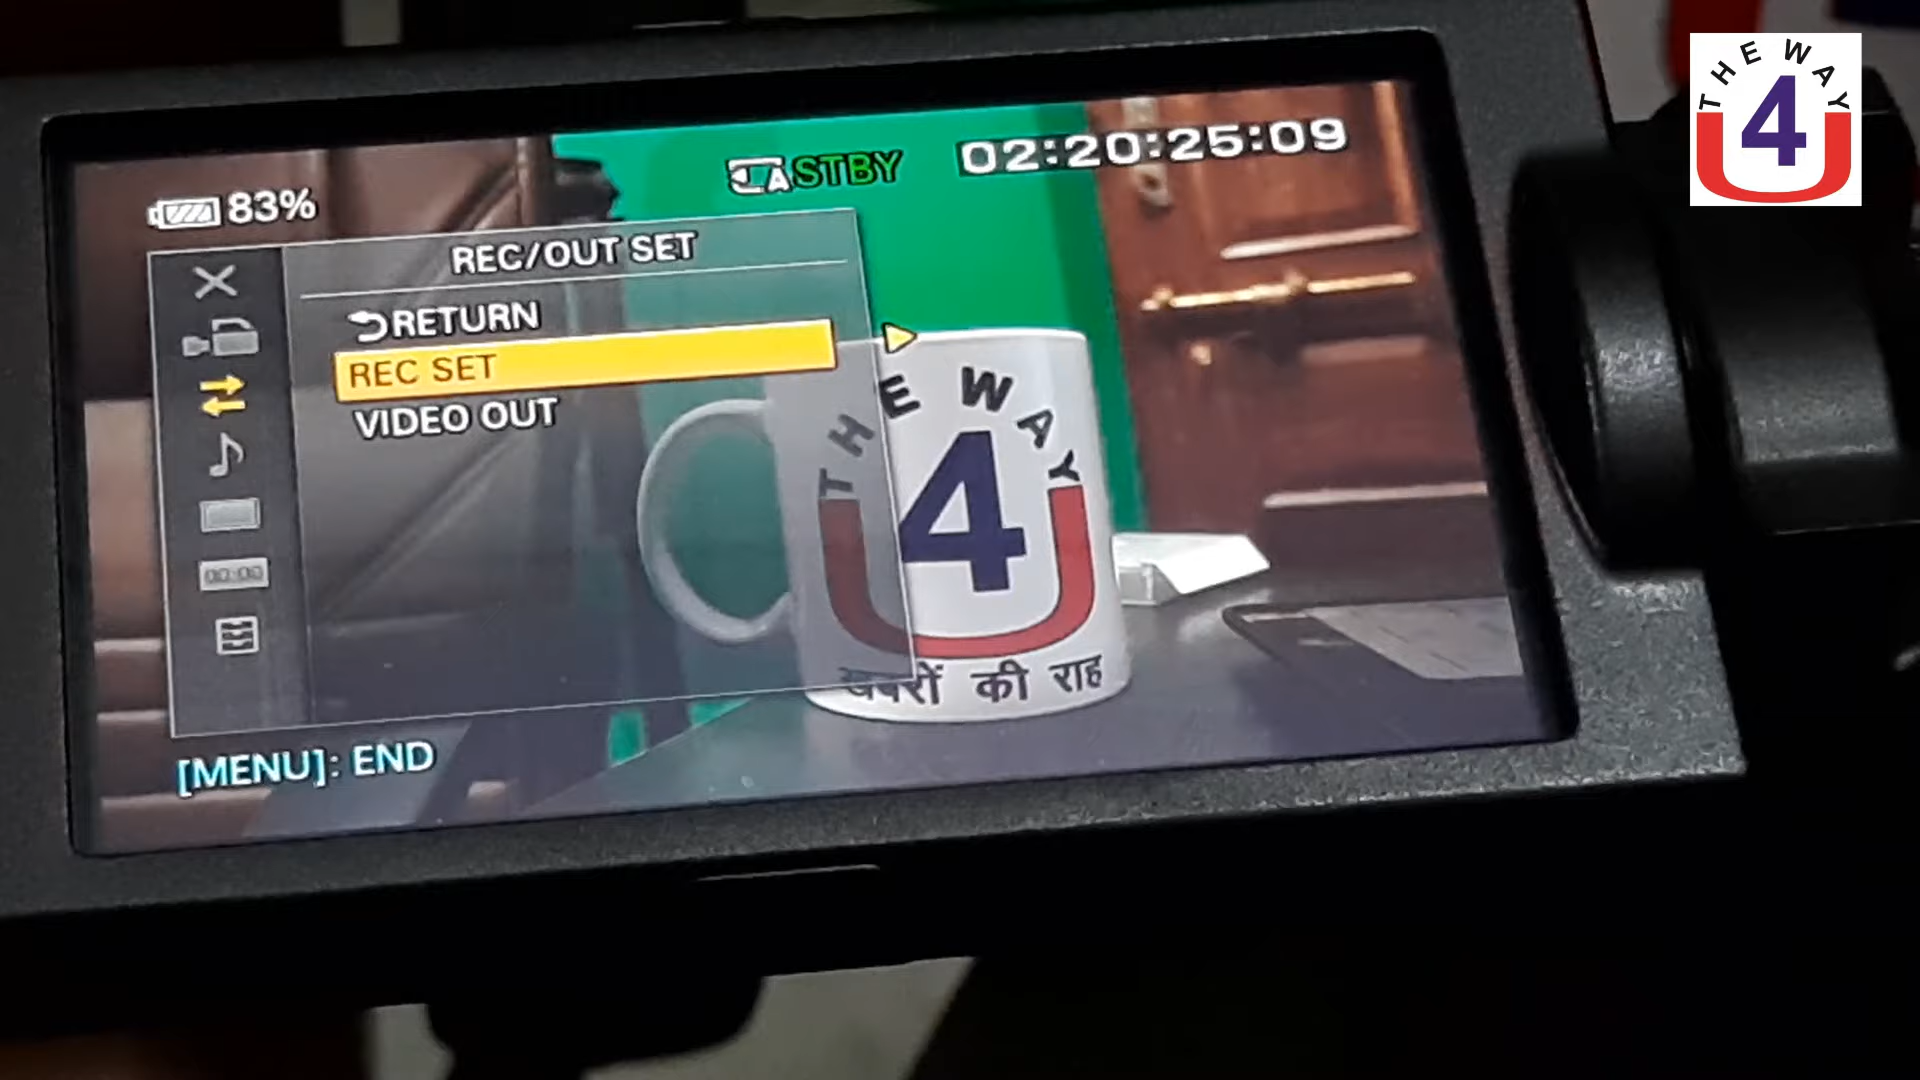 THE WAY
4
U
83%
STBY
02:20:25:09
REC/OUT SET
RETURN
REC SET
VIDEO OUT
00:00
THE WAY
4
U
खबरों की राह
[MENU]: END